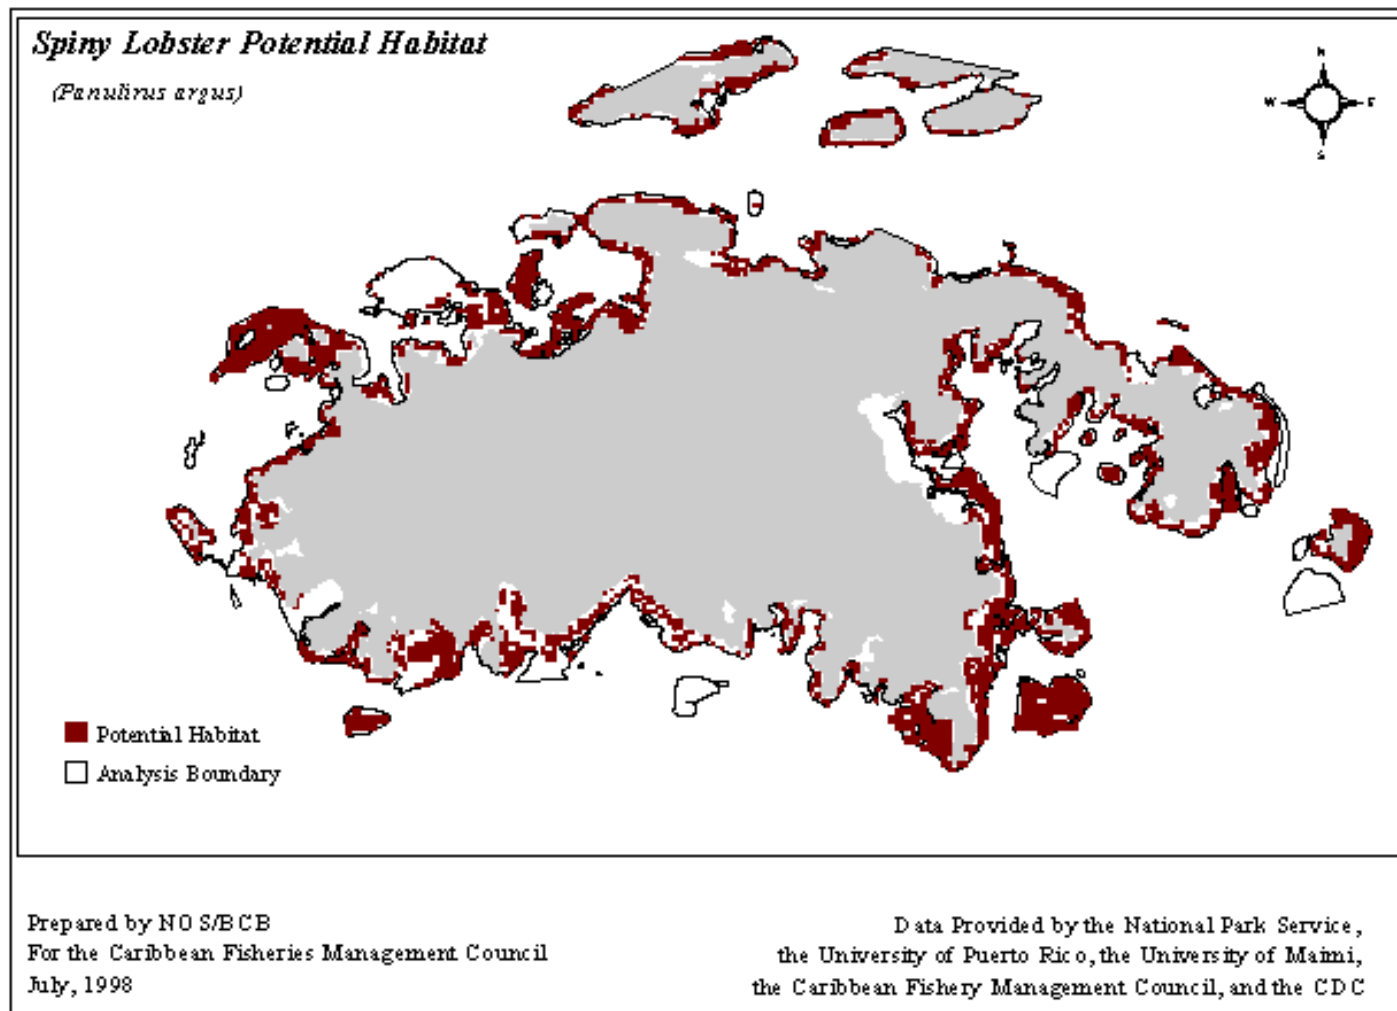 Spiny Lobster Potential Habitat
(Panulirus argus)
N
W E
S
Potential Habitat
Analysis Boundary
Prepared by NOS/BCB
For the Caribbean Fisheries Management Council
July, 1998
Data Provided by the National Park Service,
the University of Puerto Rico, the University of Maimi,
the Caribbean Fishery Management Council, and the CDC